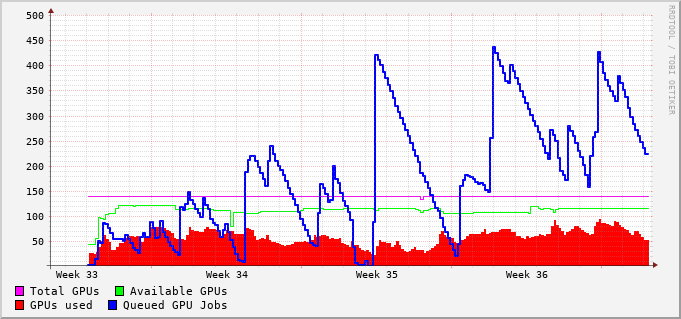 500
450
400
350
300
250
200
150
100
50
Week 33 Week 34 Week 35 Week 36
Total GPUs Available GPUs
GPUs used Queued GPU Jobs
RRDTOOL / TOBI OETIKER